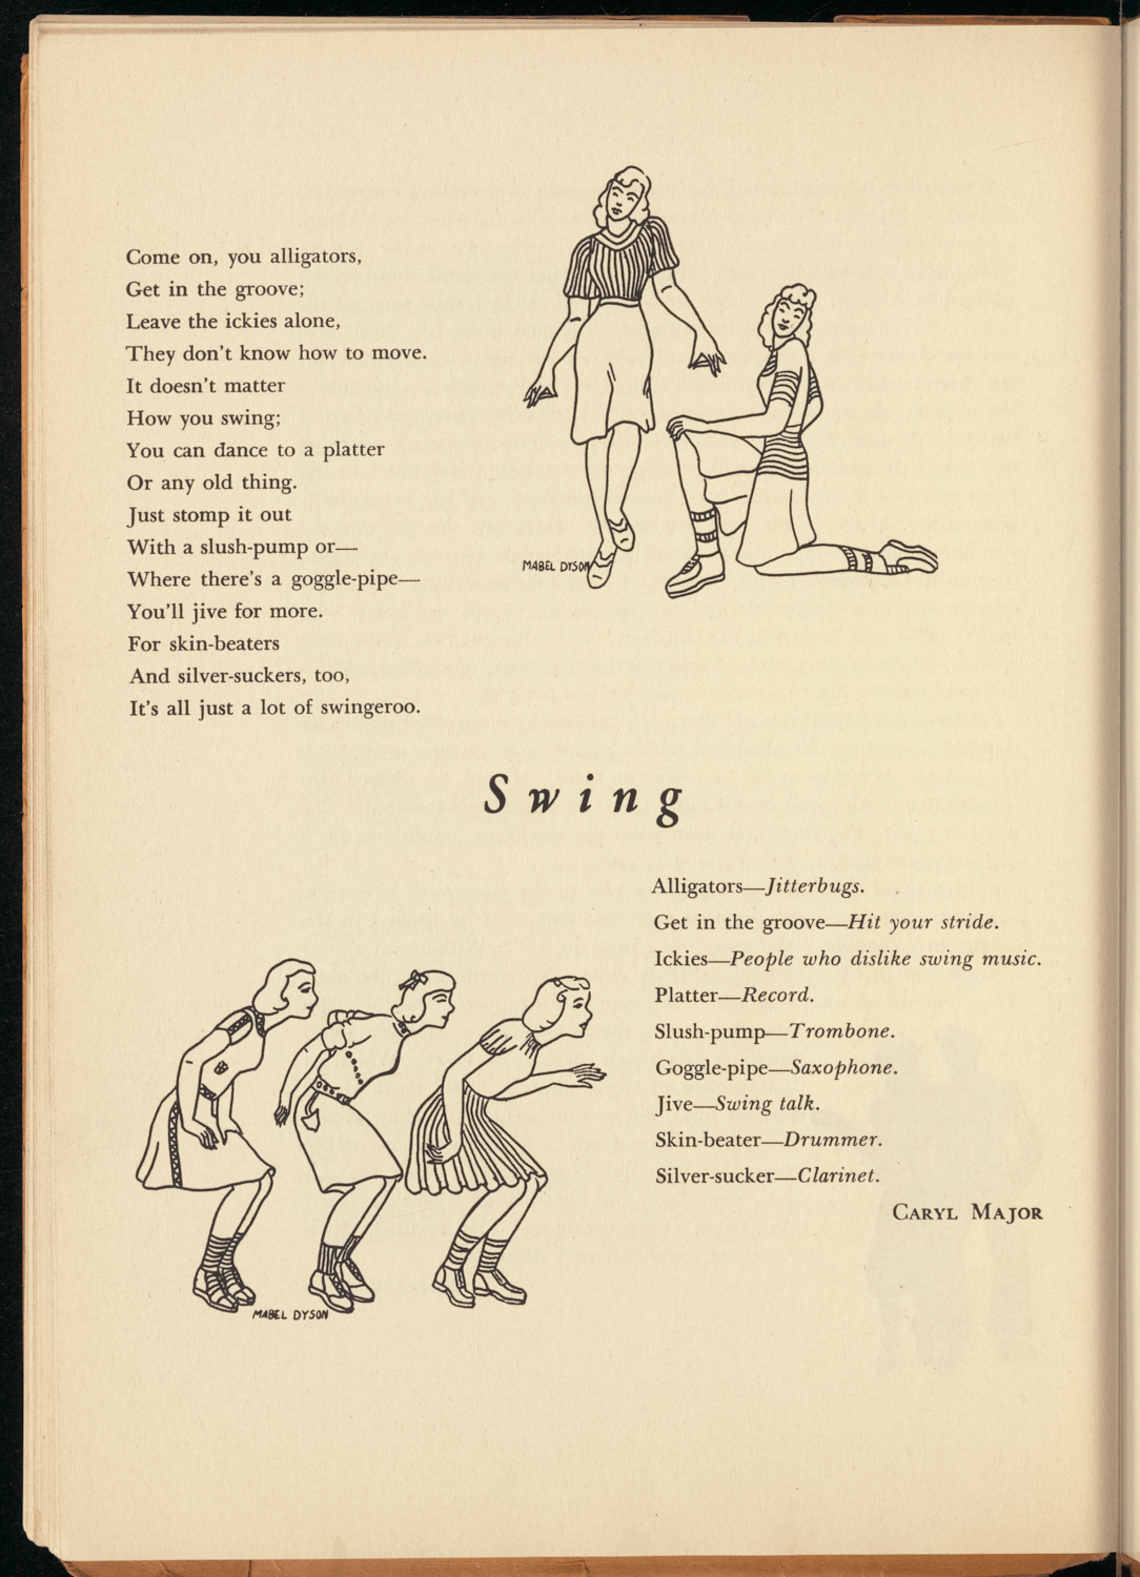 Come on, you alligators,
Get in the groove;
Leave the ickies alone,
They don't know how to move.
It doesn't matter
How you swing;
You can dance to a platter
Or any old thing.
Just stomp it out
With a slush-pump or—
Where there's a goggle-pipe—
You'll jive for more.
For skin-beaters
And silver-suckers, too,
It's all just a lot of swingeroo.
MABEL DYSON
Swing
Alligators—Jitterbugs.
Get in the groove—Hit your stride.
Ickies—People who dislike swing music.
Platter—Record.
Slush-pump—Trombone.
Goggle-pipe—Saxophone.
Jive—Swing talk.
Skin-beater—Drummer.
Silver-sucker—Clarinet.
CARYL MAJOR
MABEL DYSON